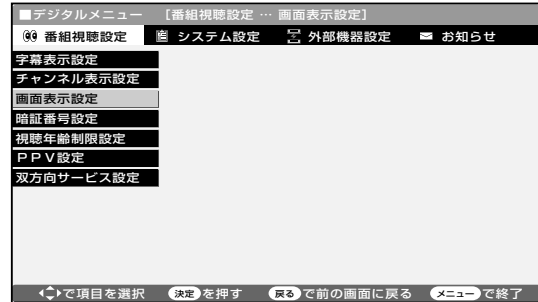 ■デジタルメニュー　[番組視聴設定 … 画面表示設定]
番組視聴設定　システム設定　外部機器設定　お知らせ
字幕表示設定
チャンネル表示設定
画面表示設定
暗証番号設定
視聴年齢制限設定
ＰＰＶ設定
双方向サービス設定
で項目を選択　決定を押す　戻るで前の画面に戻る　メニューで終了